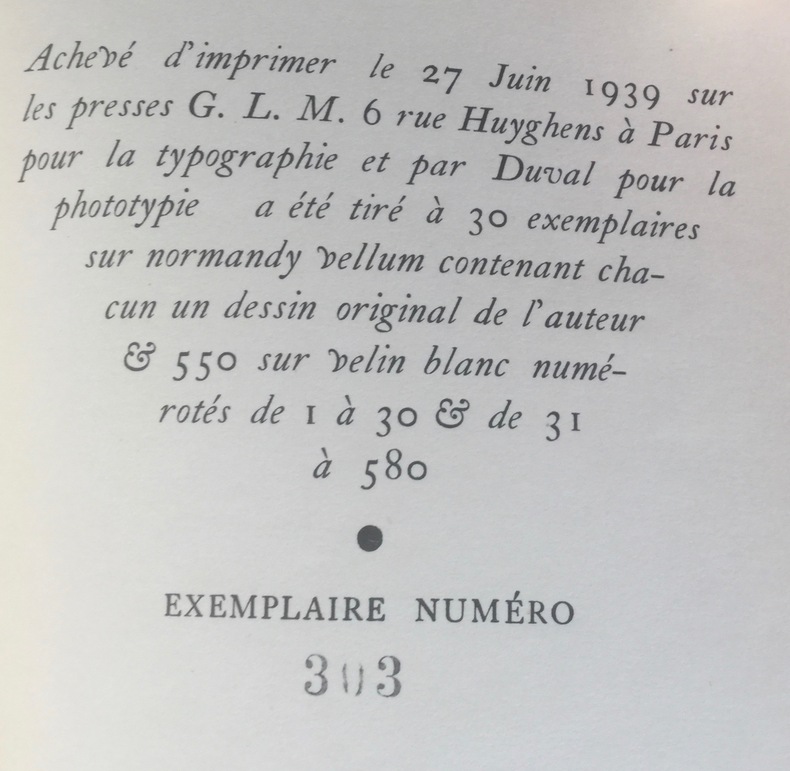 Achevé d'imprimer le 27 Juin 1939 sur
les presses G. L. M. 6 rue Huyghens à Paris
pour la typographie et par Duval pour la
phototypie a été tiré à 30 exemplaires
sur normandy vellum contenant cha-
cun un dessin original de l'auteur
& 550 sur velin blanc numé-
rotés de 1 à 30 & de 31
à 580
●
EXEMPLAIRE NUMÉRO
303